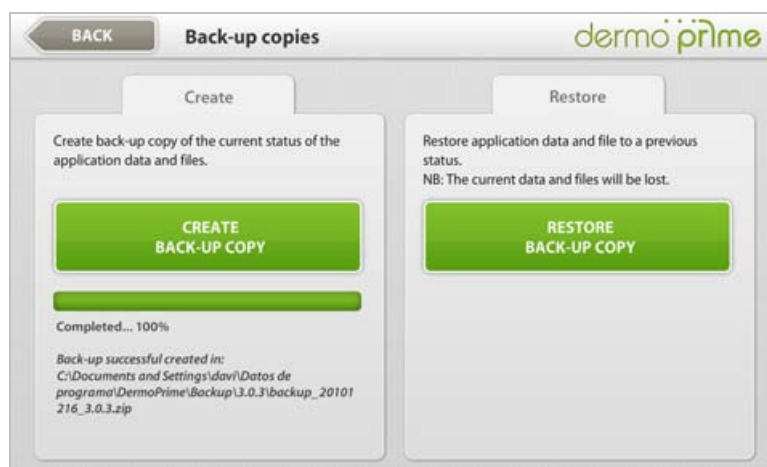 BACK
Back-up copies
dermo prime
Create
Create back-up copy of the current status of the
application data and files.
CREATE
BACK-UP COPY
Completed... 100%
Back-up successful created in:
C:\Documents and Settings\davi\Datos de
programa\DermoPrime\Backup\3.0.3\backup_20101
216_3.0.3.zip
Restore
Restore application data and file to a previous
status.
NB: The current data and files will be lost.
RESTORE
BACK-UP COPY